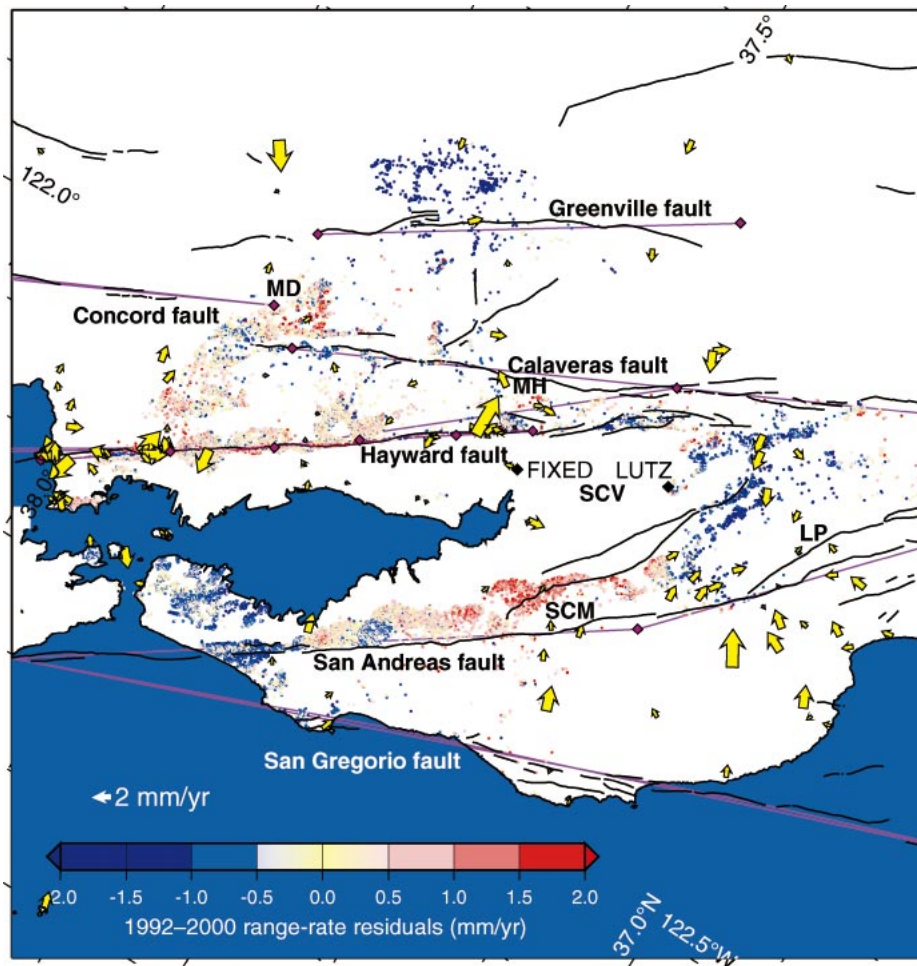 37.5°
122.0°
Greenville fault
MD
Concord fault
Calaveras fault
MH
Hayward fault
FIXED LUTZ
SCV
38.0
LP
SCM
San Andreas fault
San Gregorio fault
2 mm/yr
-2.0 -1.5 -1.0 -0.5 0.0 0.5 1.0 1.5 2.0
1992–2000 range-rate residuals (mm/yr)
37.0°N
122.5°W